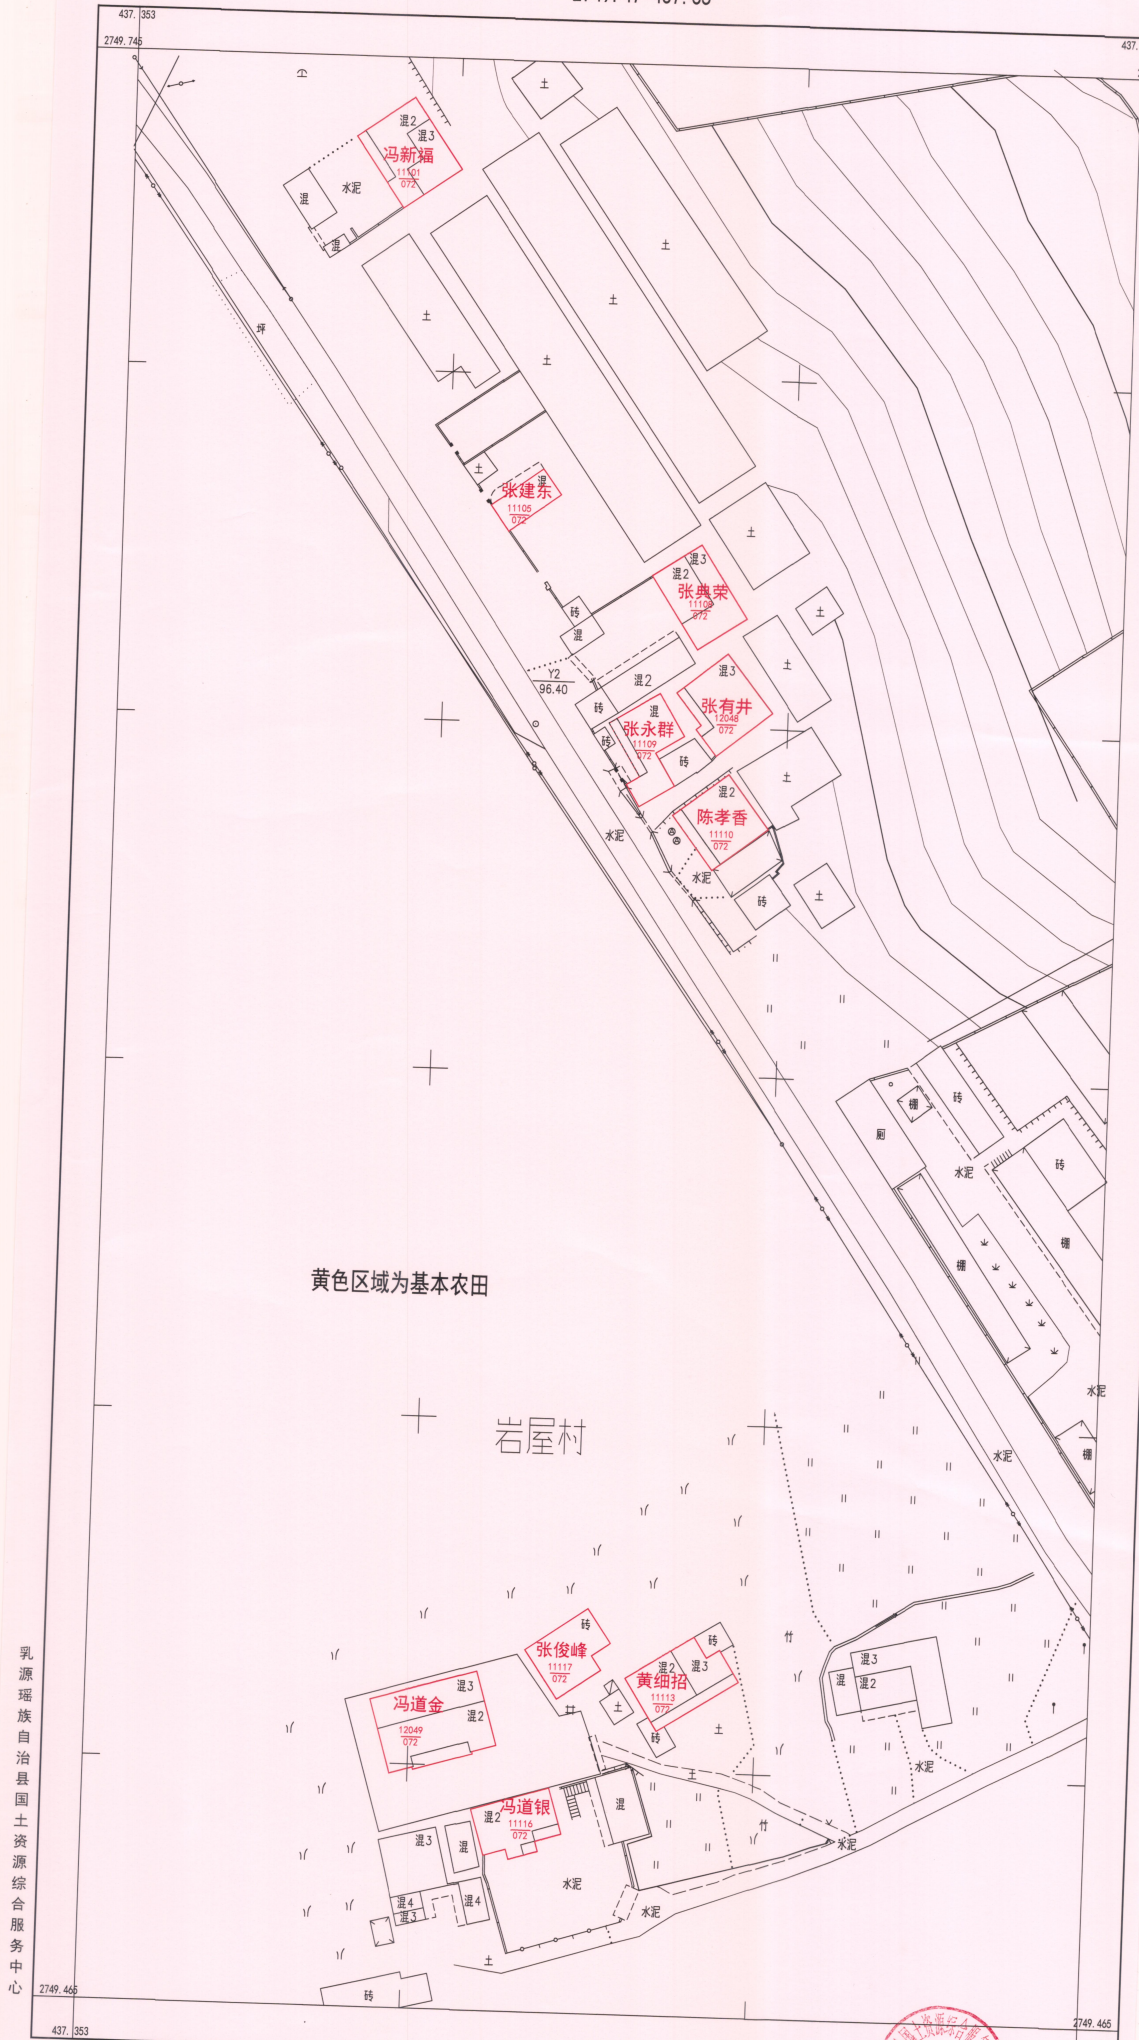 437.353
437.
2749.745
混2
混3
冯新福
11101
072
混
水泥
混
土
土
土
土
土
坪
土
混
张建东
11105
072
土
混3
混2
张典荣
072
砖
混
土
土
Y2
96.40
混2
混3
张有井
12048
072
砖
混
张永群
11109
072
砖
砖
土
混2
陈孝香
11110
072
水泥
水泥
砖
土
棚
砖
厕
水泥
砖
棚
棚
水泥
黄色区域为基本农田
岩屋村
棚
水泥
砖
张俊峰
11117
072
砖
混2
混3
黄细招
11113
072
竹
混3
混
混2
混3
冯道金
混2
12049
072
土
砖
土
土
水泥
混2
冯道银
11116
072
混
竹
水泥
混3
混
混4
混3
混4
水泥
水泥
土
砖
乳源瑶族自治县国土资源综合服务中心
2749.465
437.353
2749.465